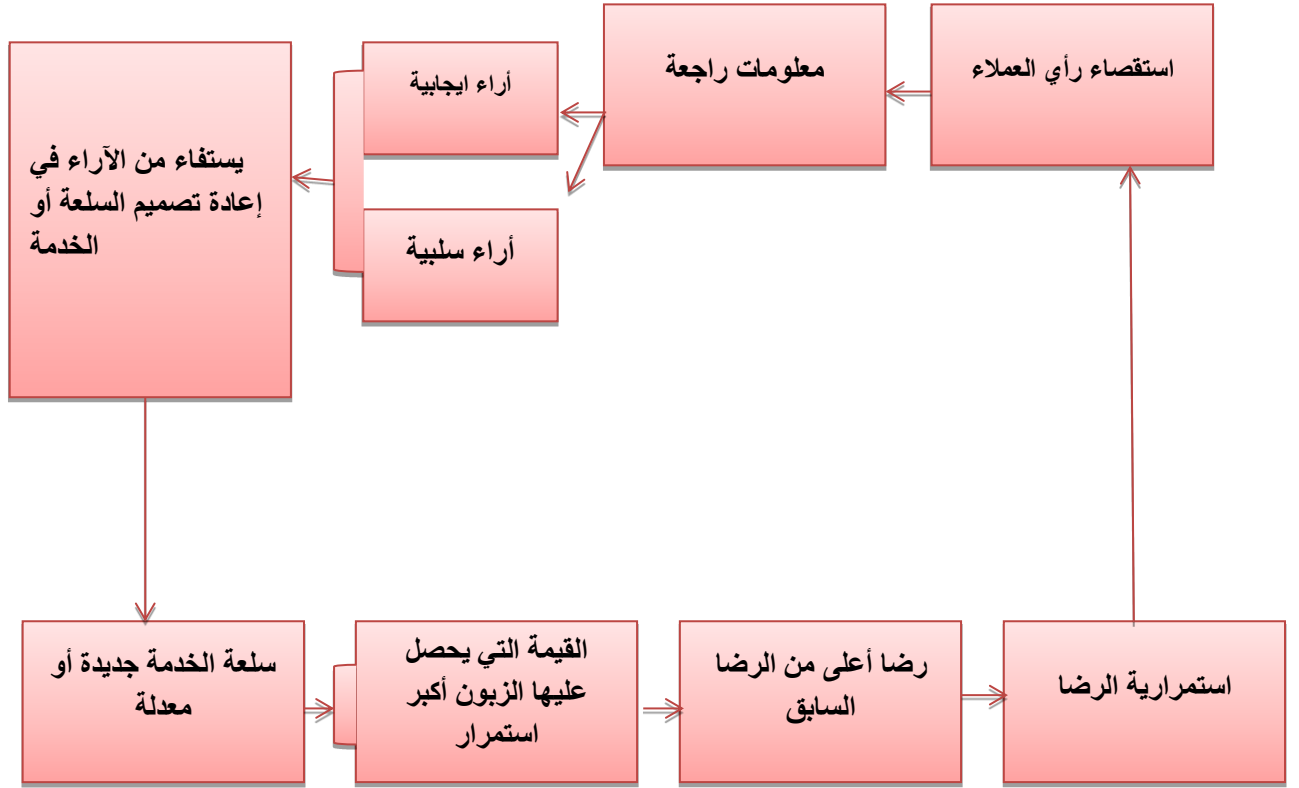 استقصاء رأي العملاء
معلومات راجعة
أراء ايجابية
أراء سلبية
يستفاء من الآراء في
إعادة تصميم السلعة أو
الخدمة
سلعة الخدمة جديدة أو
معدلة
القيمة التي يحصل
عليها الزبون أكبر
استمرار
رضا أعلى من الرضا
السابق
استمرارية الرضا